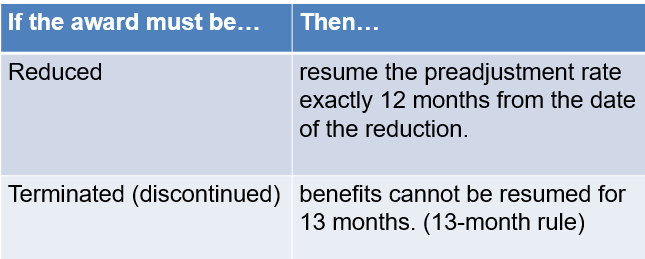 If the award must be… Then…
Reduced resume the preadjustment rate
exactly 12 months from the date
of the reduction.
Terminated (discontinued) benefits cannot be resumed for
13 months. (13-month rule)